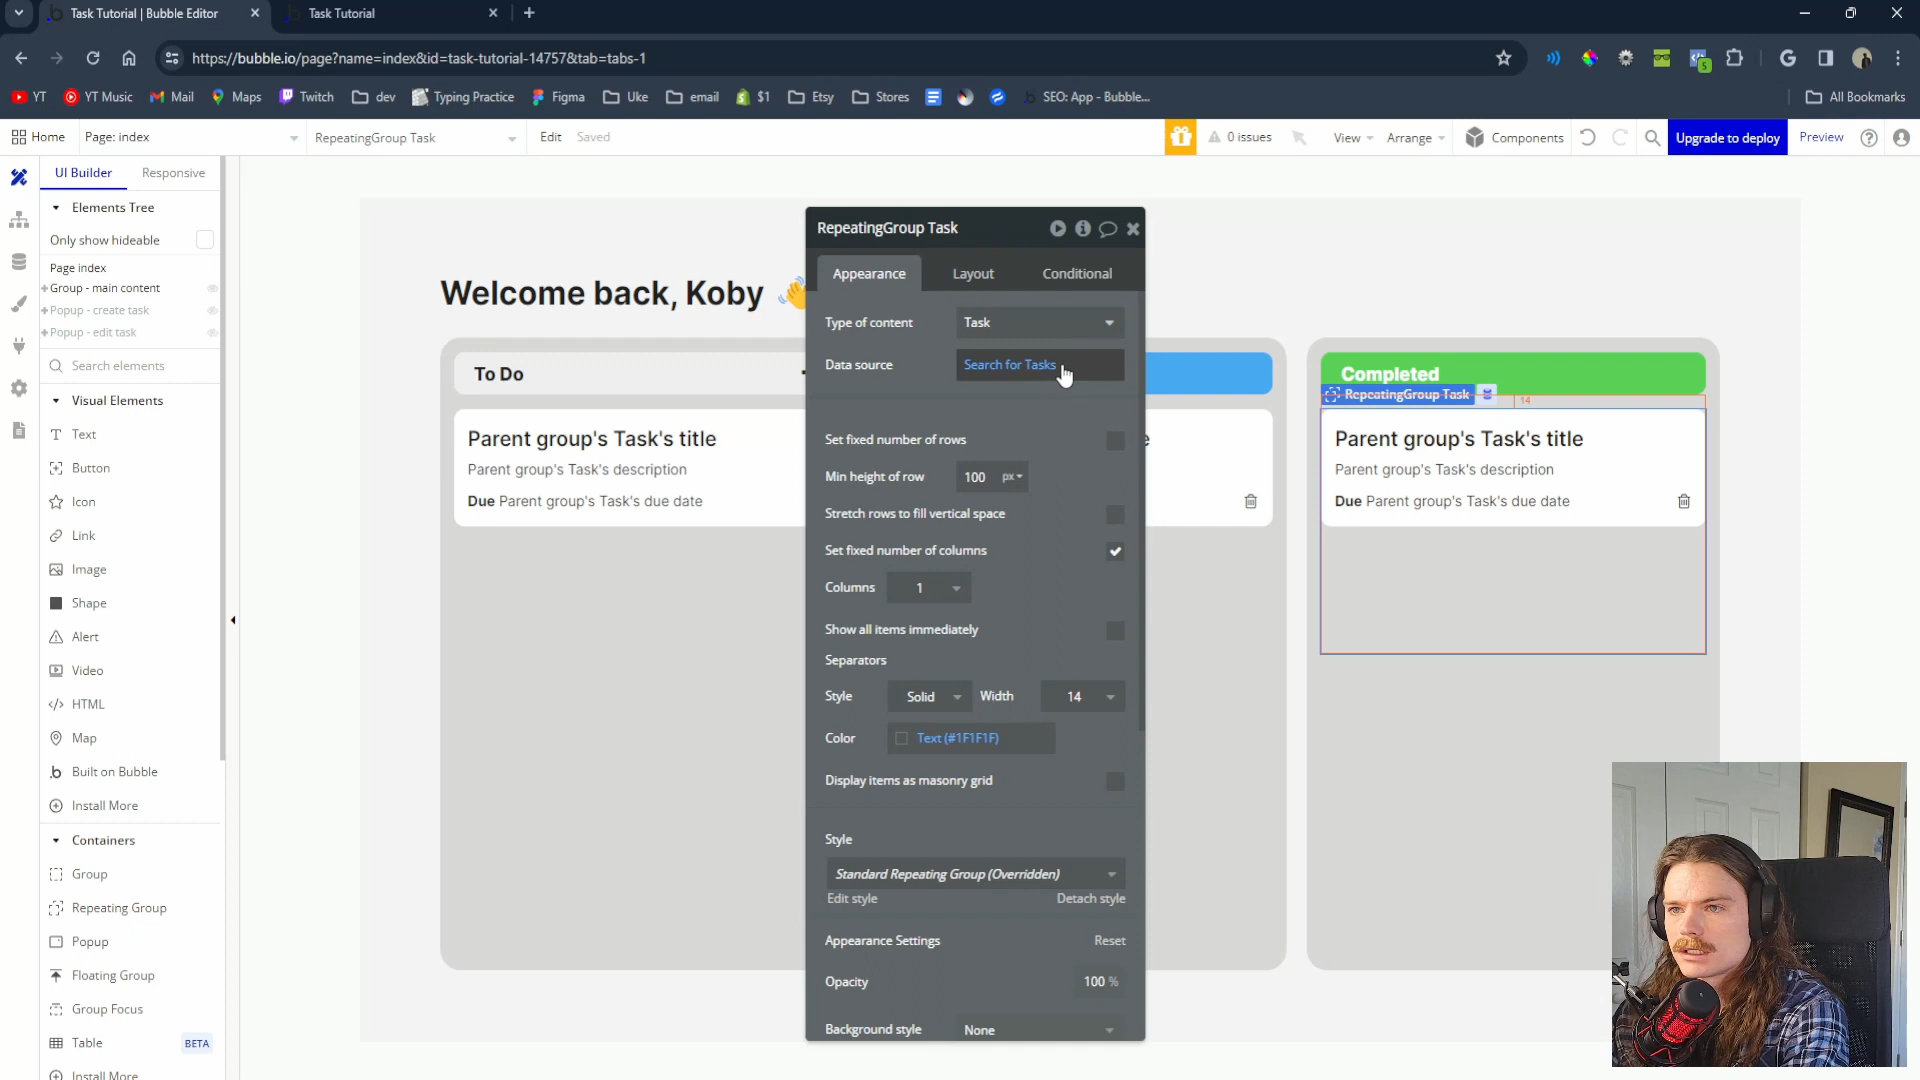 Task Tutorial | Bubble Editor
Task Tutorial
https://bubble.io/page?name=index&id=task-tutorial-14757&tab=tabs-1
5
YT
YT Music
Mail
Maps
Twitch
dev
Typing Practice
Figma
Uke
email
$1
Etsy
Stores
SEO: App - Bubble...
All Bookmarks
Home
Page: index
RepeatingGroup Task
Edit
Saved
0 issues
View
Arrange
Components
Upgrade to deploy
Preview
UI Builder
Responsive
Elements Tree
Only show hideable
Page index
+Group - main content
+Popup - create task
+Popup - edit task
Search elements
Visual Elements
Text
Button
Icon
Link
Image
Shape
Alert
Video
HTML
Map
Built on Bubble
Install More
Containers
Group
Repeating Group
Popup
Floating Group
Group Focus
Table
BETA
Install More
Welcome back, Koby 👋
To Do
Parent group's Task's title
Parent group's Task's description
Due Parent group's Task's due date
RepeatingGroup Task
Appearance
Layout
Conditional
Type of content
Task
Data source
Search for Tasks
Set fixed number of rows
Min height of row
100 px
Stretch rows to fill vertical space
Set fixed number of columns
Columns
1
Show all items immediately
Separators
Style
Solid
Width
14
Color
Text (#1F1F1F)
Display items as masonry grid
Style
Standard Repeating Group (Overridden)
Edit style
Detach style
Appearance Settings
Reset
Opacity
100 %
Background style
None
e
Completed
RepeatingGroup Task
14
Parent group's Task's title
Parent group's Task's description
Due Parent group's Task's due date